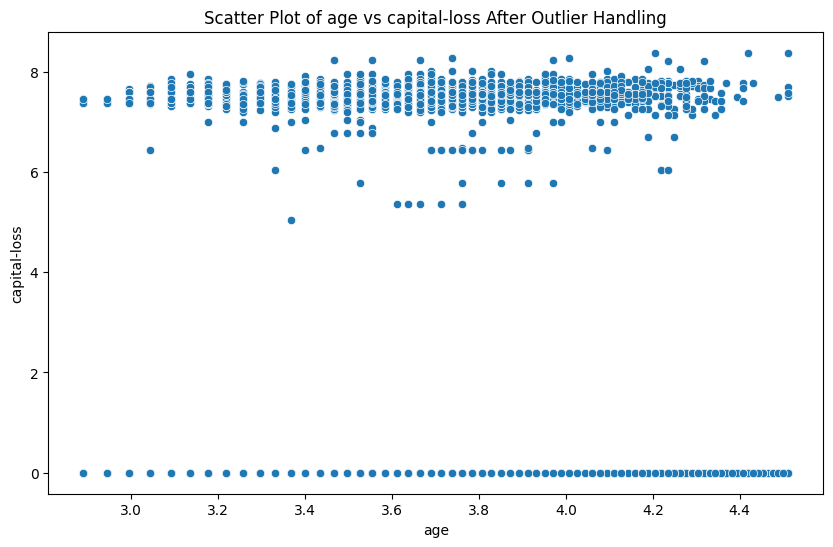 Scatter Plot of age vs capital-loss After Outlier Handling
capital-loss
8
6
4
2
0
3.0 3.2 3.4 3.6 3.8 4.0 4.2 4.4
age